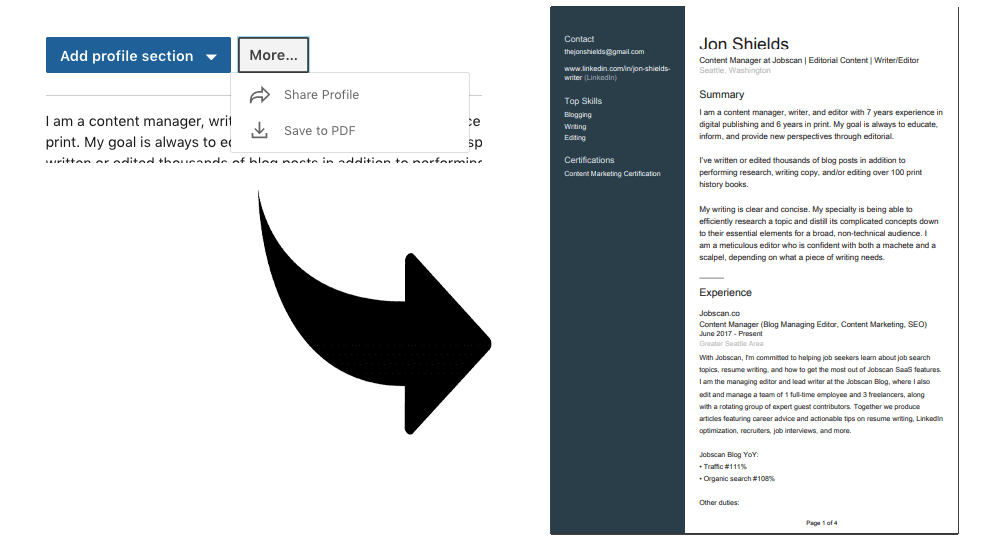 Add profile section
More...
Share Profile
Save to PDF
I am a content manager, writ
ce
print. My goal is always to ed
sp
written or edited thousands of blog posts in addition to performing
Contact
thejonshields@gmail.com
www.linkedin.com/in/jon-shields-
writer (LinkedIn)
Top Skills
Blogging
Writing
Editing
Certifications
Content Marketing Certification
Jon Shields
Content Manager at Jobscan | Editorial Content | Writer/Editor
Seattle, Washington
Summary
I am a content manager, writer, and editor with 7 years experience in
digital publishing and 6 years in print. My goal is always to educate,
inform, and provide new perspectives through editorial.
I've written or edited thousands of blog posts in addition to
performing research, writing copy, and/or editing over 100 print
history books.
My writing is clear and concise. My specialty is being able to
efficiently research a topic and distill its complicated concepts down
to their essential elements for a broad, non-technical audience. I
am a meticulous editor who is confident with both a machete and a
scalpel, depending on what a piece of writing needs.
Experience
Jobscan.co
Content Manager (Blog Managing Editor, Content Marketing, SEO)
June 2017 - Present
Greater Seattle Area
With Jobscan, I'm committed to helping job seekers learn about job search
topics, resume writing, and how to get the most out of Jobscan SaaS features.
I am the managing editor and lead writer at the Jobscan Blog, where I also
edit and manage a team of 1 full-time employee and 3 freelancers, along
with a rotating group of expert guest contributors. Together we produce
articles featuring career advice and actionable tips on resume writing, LinkedIn
optimization, recruiters, job interviews, and more.
Jobscan Blog YoY:
• Traffic #111%
• Organic search #108%
Other duties:
Page 1 of 4